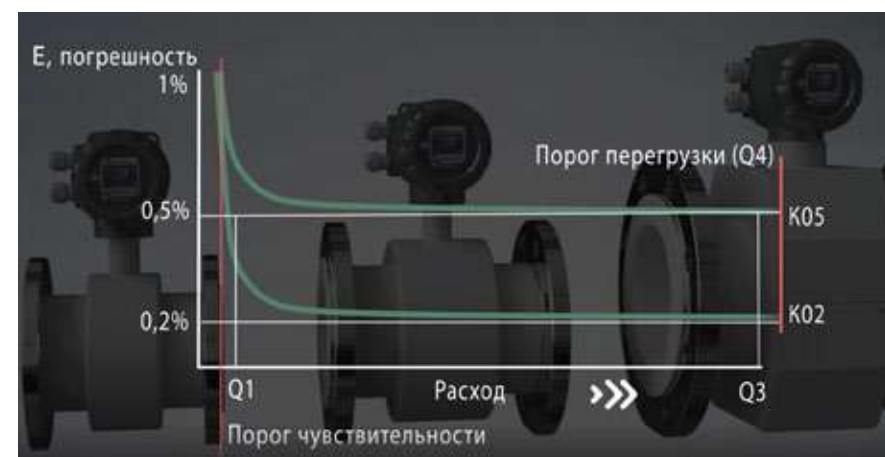 Е, погрешность
1%
Порог перегрузки (Q4)
0,5%
К05
0,2%
К02
Q1
Расход
Q3
Порог чувствительности